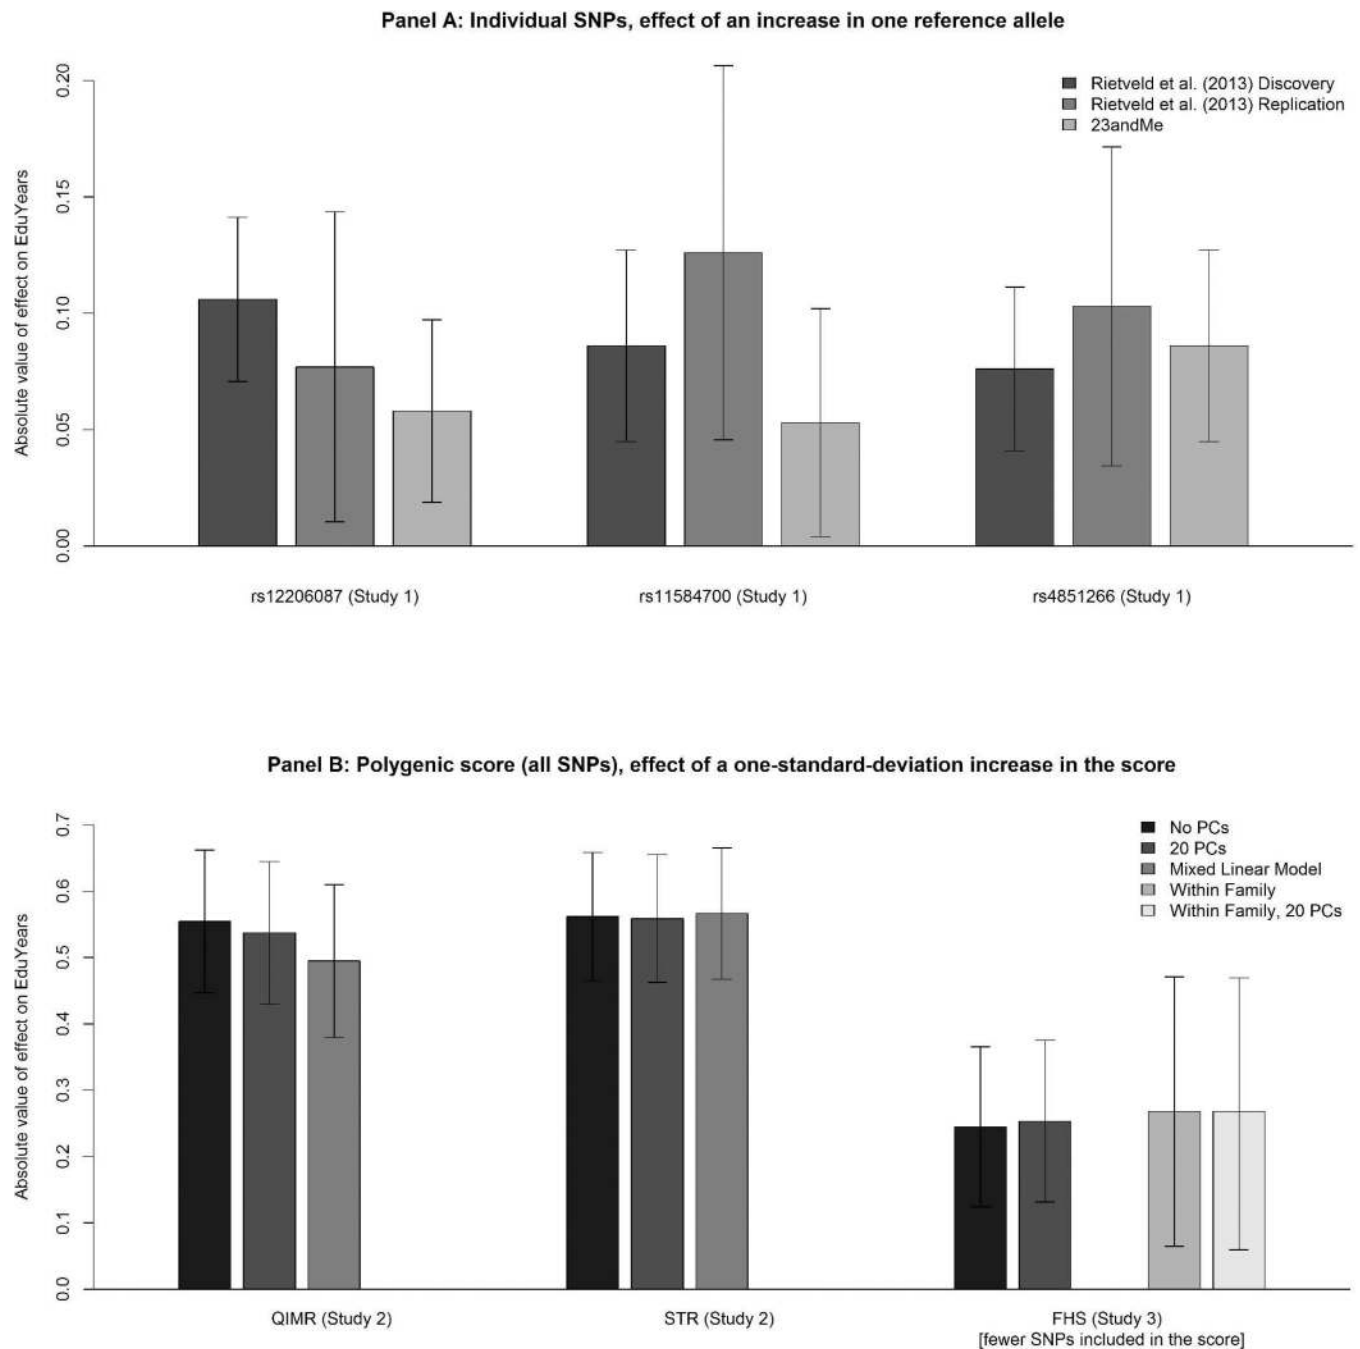 Panel A: Individual SNPs, effect of an increase in one reference allele
Absolute value of effect on EduYears
0.20
0.15
0.10
0.05
0.00
Rietveld et al. (2013) Discovery
Rietveld et al. (2013) Replication
23andMe
rs12206087 (Study 1)
rs11584700 (Study 1)
rs4851266 (Study 1)
Panel B: Polygenic score (all SNPs), effect of a one-standard-deviation increase in the score
Absolute value of effect on EduYears
0.7
0.6
0.5
0.4
0.3
0.2
0.1
0.0
No PCs
20 PCs
Mixed Linear Model
Within Family
Within Family, 20 PCs
QIMR (Study 2)
STR (Study 2)
FHS (Study 3)
[fewer SNPs included in the score]